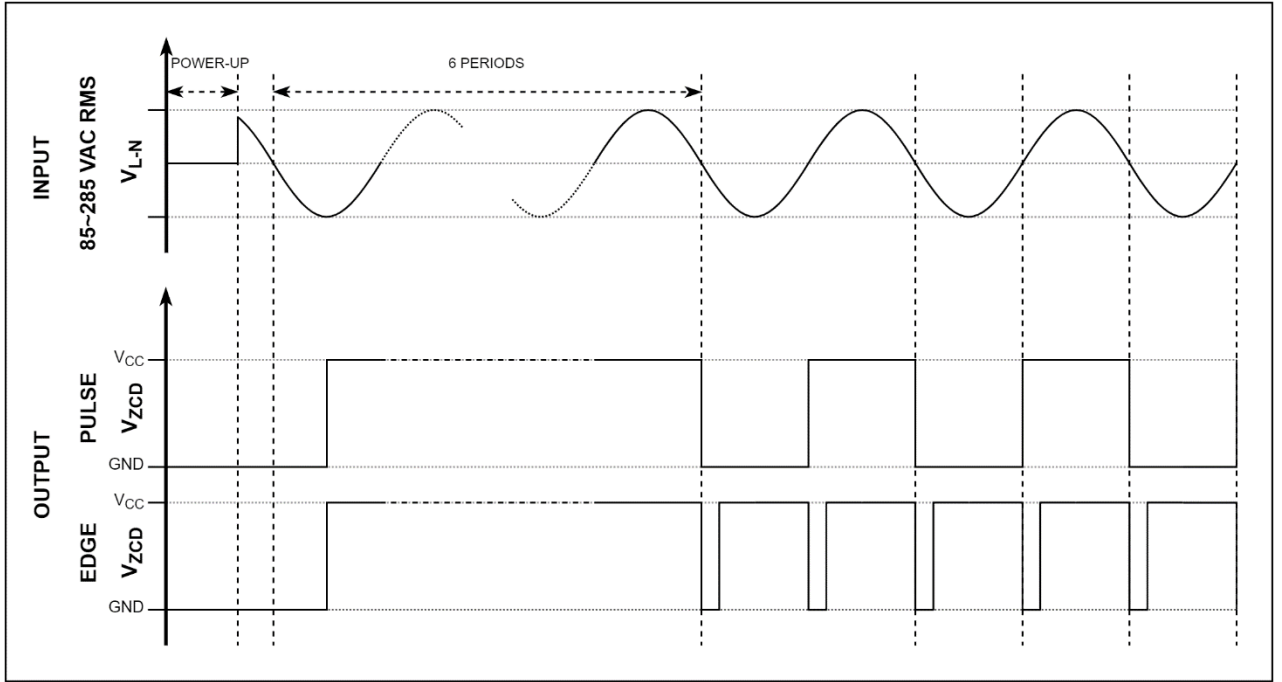 POWER-UP
6 PERIODS
INPUT
85~285 VAC RMS
VL-N
OUTPUT
PULSE
VZCD
VCC
GND
EDGE
VZCD
VCC
GND